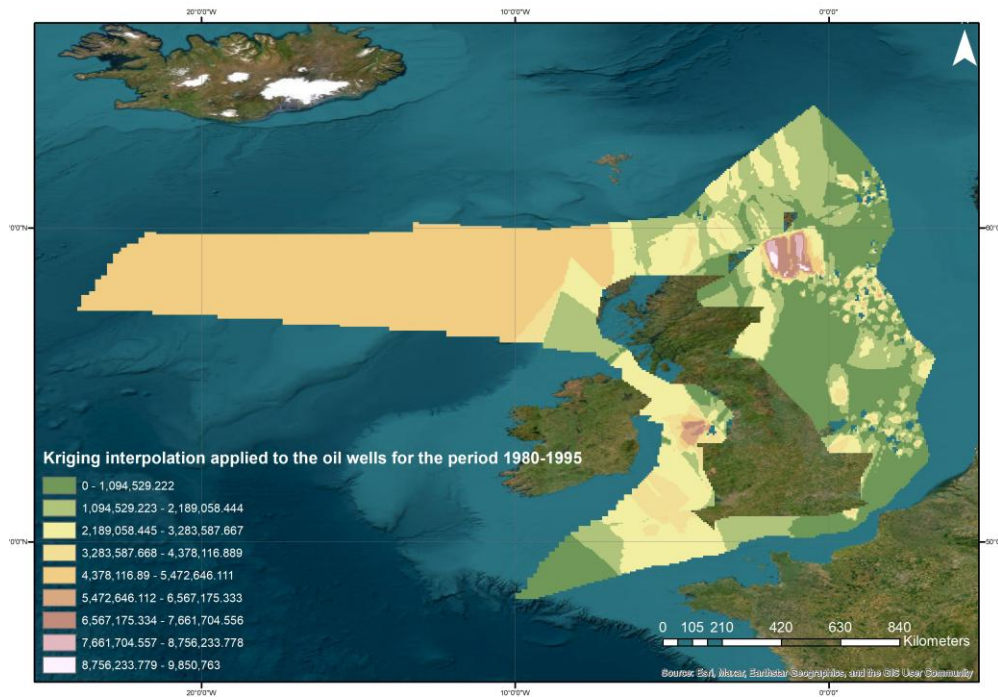 20°0'0"W 10°0'0"W 0°0'0"
'0'0"N 60°0'0"N
Kriging interpolation applied to the oil wells for the period 1980-1995
0 - 1,094,529.222
1,094,529.223 - 2,189,058.444
2,189,058.445 - 3,283,587.667
3,283,587.668 - 4,378,116.889
4,378,116.89 - 5,472,646.111
5,472,646.112 - 6,567,175.333
6,567,175.334 - 7,661,704.556
7,661,704.557 - 8,756,233.778
8,756,233.779 - 9,850,763
'0'0"N 50°0'0"N
0 105 210 420 630 840
Kilometers
Source: Esri, Maxar, Earthstar Geographics, and the GIS User Community
20°0'0"W 10°0'0"W 0°0'0"